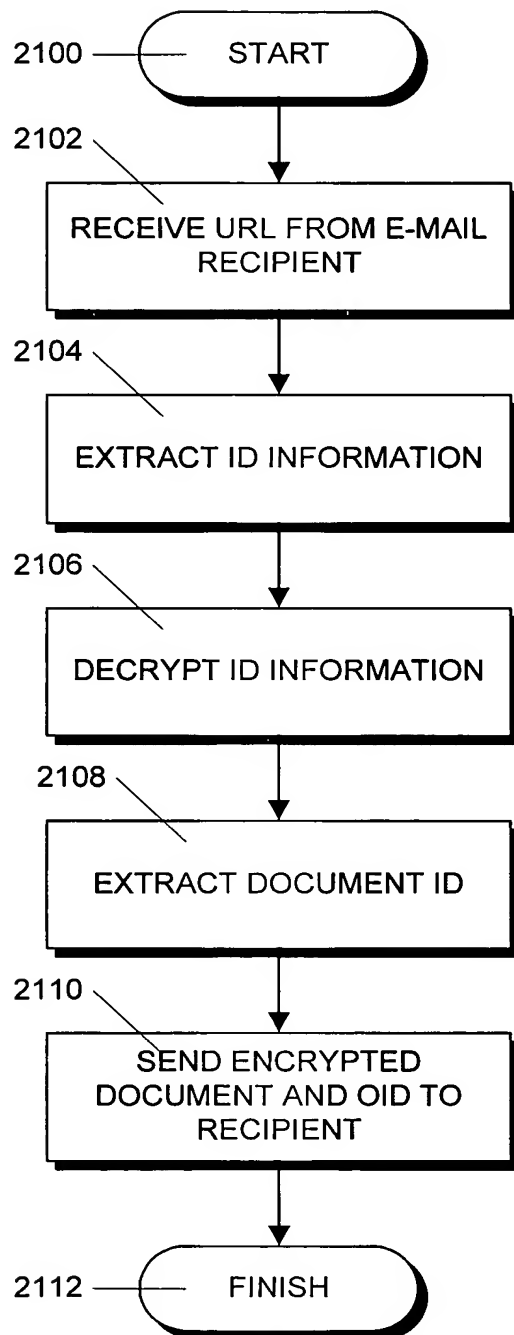 2100
START
2102
RECEIVE URL FROM E-MAIL
RECIPIENT
2104
EXTRACT ID INFORMATION
2106
DECRYPT ID INFORMATION
2108
EXTRACT DOCUMENT ID
2110
SEND ENCRYPTED
DOCUMENT AND OID TO
RECIPIENT
2112
FINISH